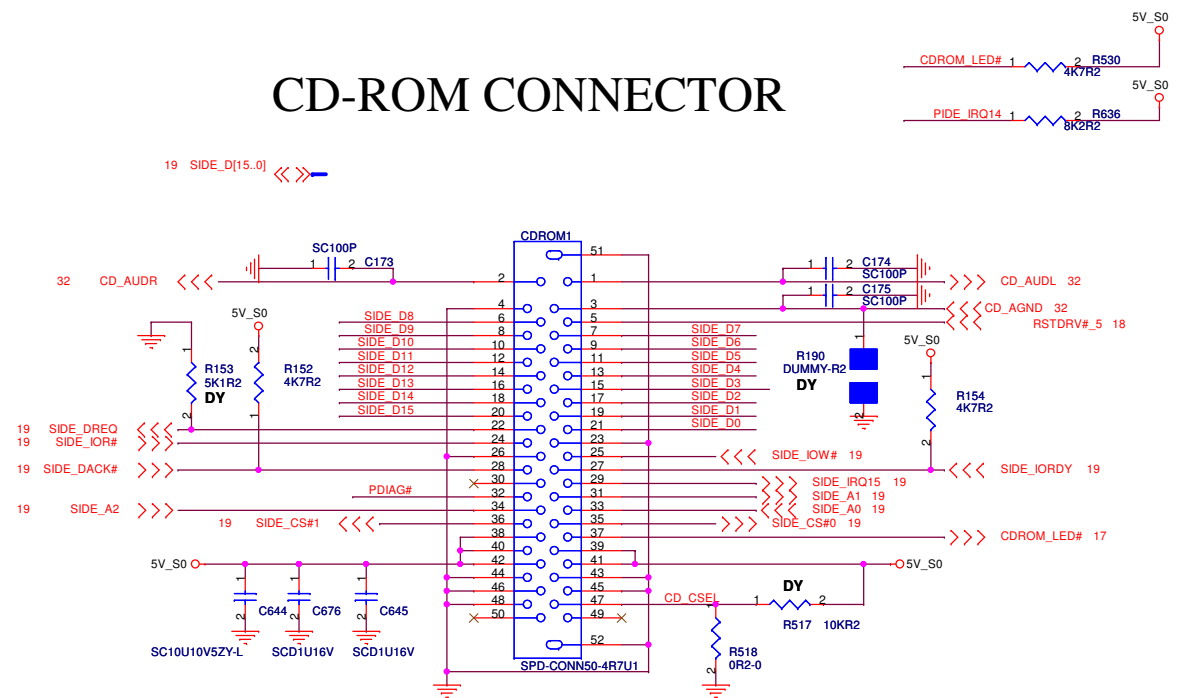 5V_S0
CDROM_LED# 1 2 R530
4K7R2
CD-ROM CONNECTOR
5V_S0
PIDE_IRQ14 1 2 R636
8K2R2
19 SIDE_D[15..0]
CDROM1
SC100P
1 2 C173
51
1 2 C174
SC100P
32 CD_AUDR
2 1
CD_AUDL 32
1 2 C175
SC100P
4 3
CD_AGND 32
5V_S0
SIDE_D8 6 5
RSTDRV#_5 18
SIDE_D9 8 7 SIDE_D7
SIDE_D10 10 9 SIDE_D6
5V_S0
SIDE_D11 12 11 SIDE_D5
SIDE_D12 14 13 SIDE_D4
SIDE_D13 16 15 SIDE_D3
SIDE_D14 18 17 SIDE_D2
SIDE_D15 20 19 SIDE_D1
1
R153
5K1R2
DY
2
2
R152
4K7R2
1
1
R190
DUMMY-R2
DY
2
1
R154
4K7R2
2
19 SIDE_DREQ 22 21 SIDE_D0
19 SIDE_IOR# 24 23
26 25 SIDE_IOW# 19
19 SIDE_DACK# 28 27 SIDE_IORDY 19
30 29 SIDE_IRQ15 19
PDIAG# 32 31 SIDE_A1 19
19 SIDE_A2 34 33 SIDE_A0 19
19 SIDE_CS#1 36 35 SIDE_CS#0 19
38 37 CDROM_LED# 17
40 39
5V_S0 42 41 5V_S0
44 43
46 45
48 47 CD_CSEL
50 49
52
DY
1 2
R517 10KR2
1
C644
2
1
C676
2
1
C645
2
1
R518
0R2-0
2
SC10U10V5ZY-L SCD1U16V SCD1U16V
SPD-CONN50-4R7U1